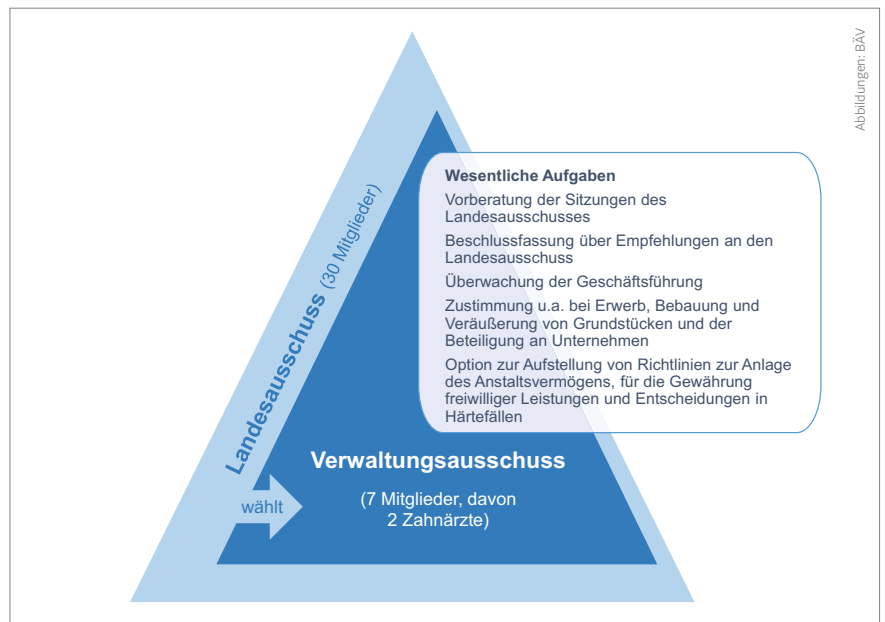 Abbildungen: BÄV
Landesausschuss (30 Mitglieder)
Wesentliche Aufgaben
Vorberatung der Sitzungen des
Landesausschusses
Beschlussfassung über Empfehlungen an den
Landesausschuss
Überwachung der Geschäftsführung
Zustimmung u.a. bei Erwerb, Bebauung und
Veräußerung von Grundstücken und der
Beteiligung an Unternehmen
Option zur Aufstellung von Richtlinien zur Anlage
des Anstaltsvermögens, für die Gewährung
freiwilliger Leistungen und Entscheidungen in
Härtefällen
Verwaltungsausschuss
wählt
(7 Mitglieder, davon
2 Zahnärzte)